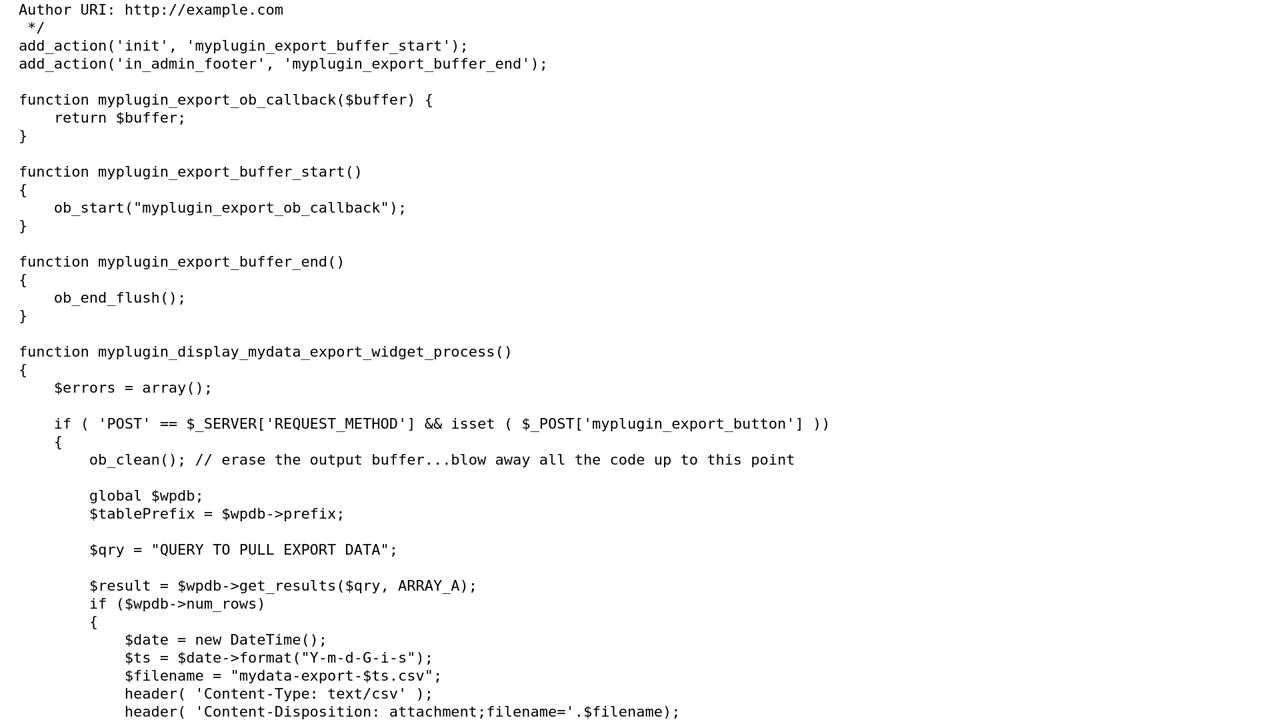 Author URI: http://example.com
 */
add_action('init', 'myplugin_export_buffer_start');
add_action('in_admin_footer', 'myplugin_export_buffer_end');

function myplugin_export_ob_callback($buffer) {
    return $buffer;
}

function myplugin_export_buffer_start()
{
    ob_start("myplugin_export_ob_callback");
}

function myplugin_export_buffer_end()
{
    ob_end_flush();
}

function myplugin_display_mydata_export_widget_process()
{
    $errors = array();

    if ( 'POST' == $_SERVER['REQUEST_METHOD'] && isset ( $_POST['myplugin_export_button'] ))
    {
        ob_clean(); // erase the output buffer...blow away all the code up to this point

        global $wpdb;
        $tablePrefix = $wpdb->prefix;

        $qry = "QUERY TO PULL EXPORT DATA";

        $result = $wpdb->get_results($qry, ARRAY_A);
        if ($wpdb->num_rows)
        {
            $date = new DateTime();
            $ts = $date->format("Y-m-d-G-i-s");
            $filename = "mydata-export-$ts.csv";
            header( 'Content-Type: text/csv' );
            header( 'Content-Disposition: attachment;filename='.$filename);